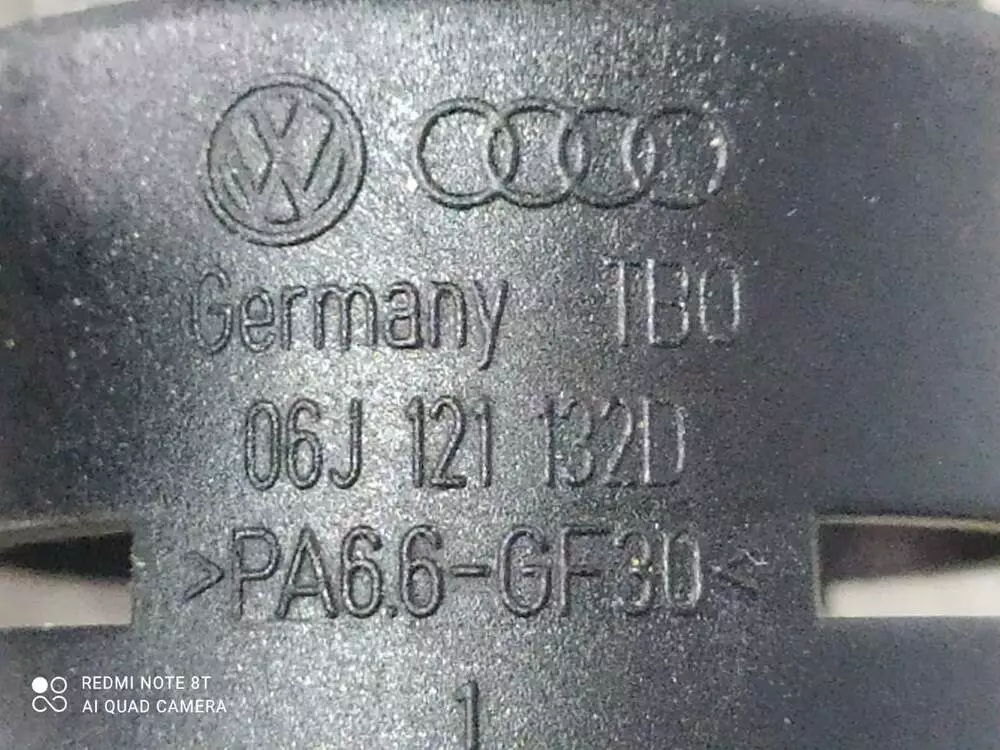 Germany TBO
06J 121 132D
>PA6.6-GF30<
1
REDMI NOTE 8T
AI QUAD CAMERA